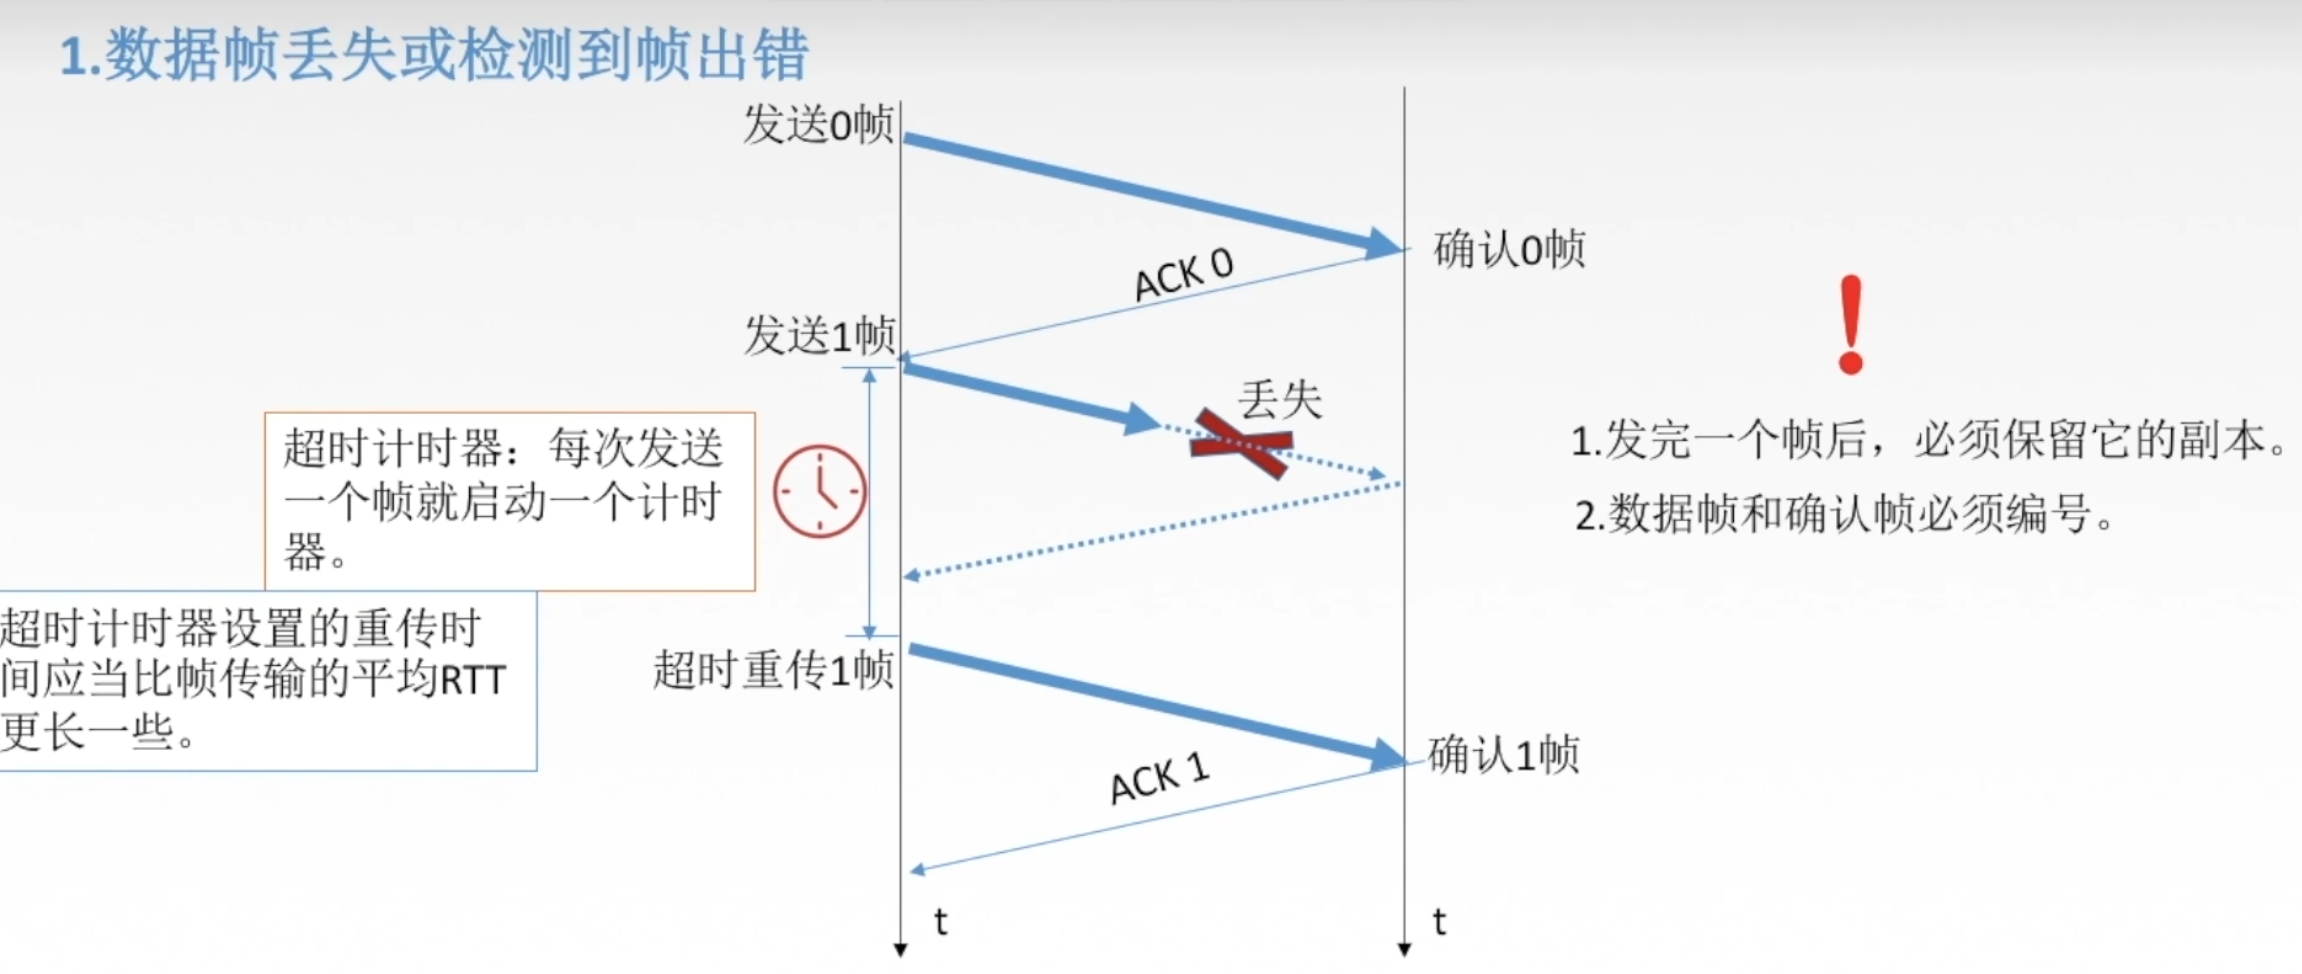 1.数据帧丢失或检测到帧出错
发送0帧
确认0帧
ACK 0
发送1帧
丢失
超时计时器：每次发送
一个帧就启动一个计时
器。
1.发完一个帧后，必须保留它的副本。
2.数据帧和确认帧必须编号。
超时计时器设置的重传时
间应当比帧传输的平均RTT
更长一些。
超时重传1帧
确认1帧
ACK 1
t
t